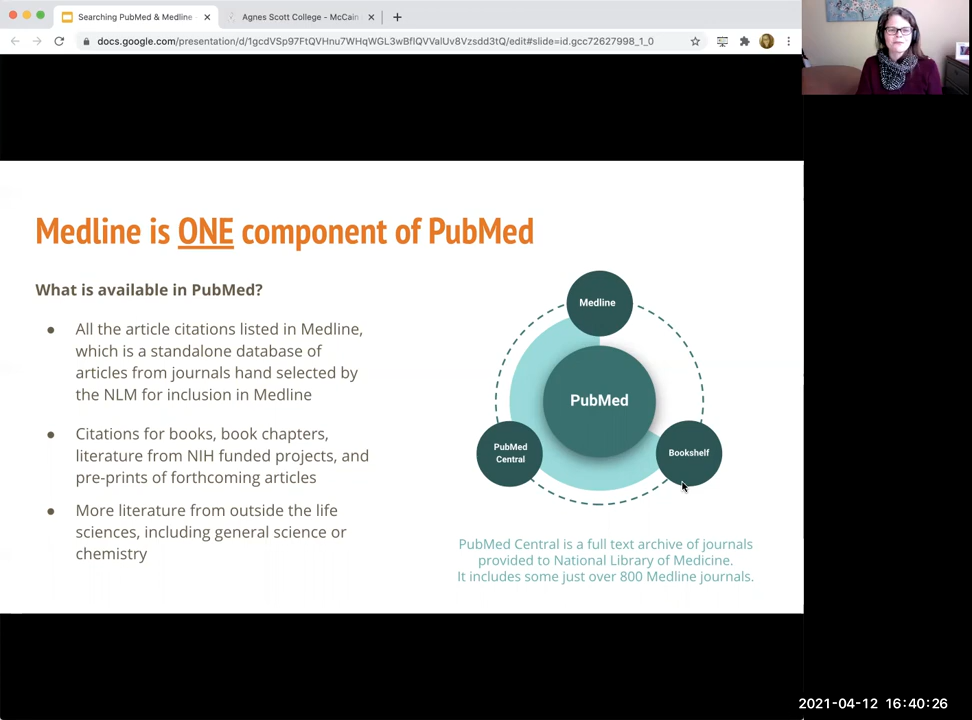 Searching PubMed & Medline
Agnes Scott College - McCain
docs.google.com/presentation/d/1gcdVSp97FtQVHnu7WHqWGL3wBflQVValUv8Vzsdd3tQ/edit#slide=id.gcc72627998_1_0
Medline is ONE component of PubMed
What is available in PubMed?
● All the article citations listed in Medline,
which is a standalone database of
articles from journals hand selected by
the NLM for inclusion in Medline
● Citations for books, book chapters,
literature from NIH funded projects, and
pre-prints of forthcoming articles
● More literature from outside the life
sciences, including general science or
chemistry
Medline
PubMed
PubMed
Central
Bookshelf
PubMed Central is a full text archive of journals
provided to National Library of Medicine.
It includes some just over 800 Medline journals.
2021-04-12 16:40:26